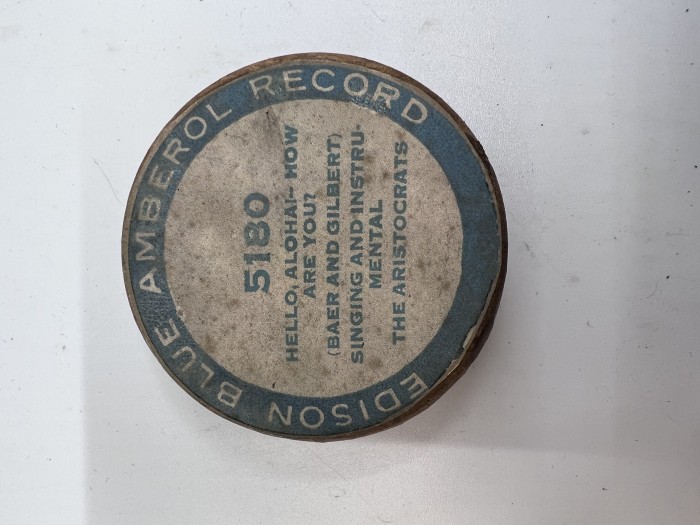 EDISON BLUE AMBEROL RECORD
5180
HELLO, ALOHA!- HOW
ARE YOU?
(BAER AND GILBERT)
SINGING AND INSTRU-
MENTAL
THE ARISTOCRATS